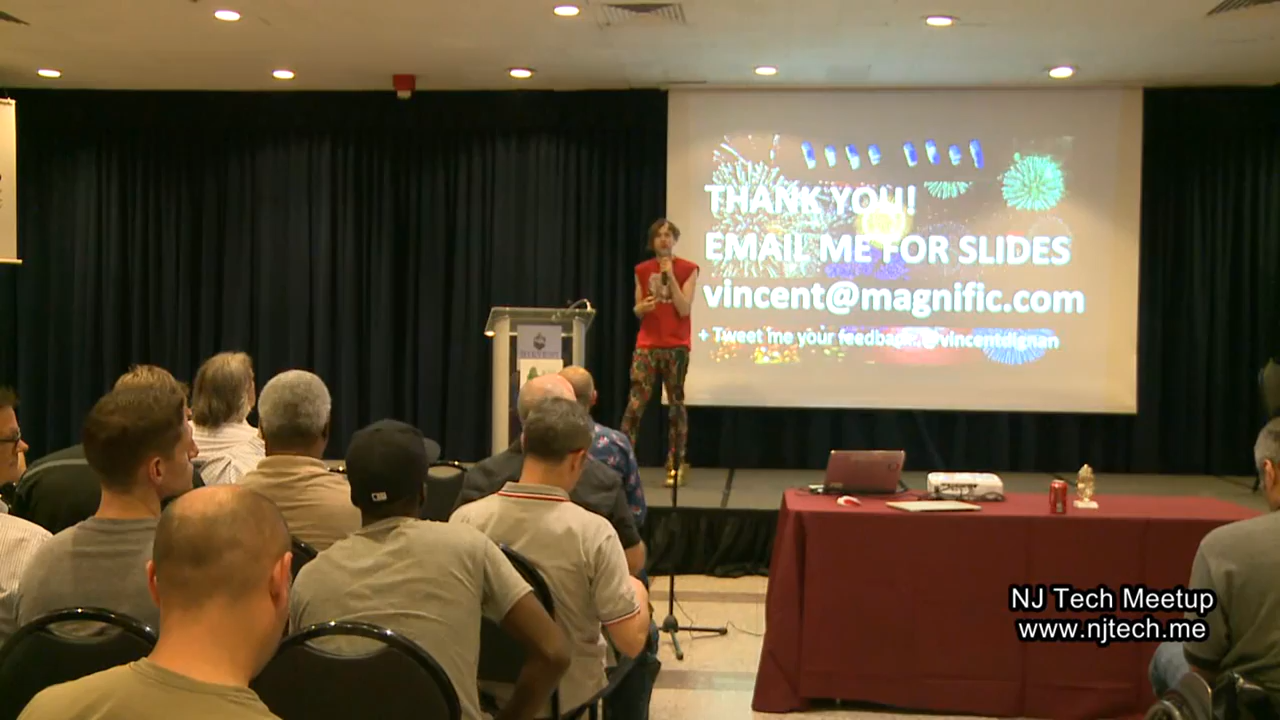 THANK YOU!
EMAIL ME FOR SLIDES
vincent@magnific.com
+ Tweet me your feedback: @vincentdignan
NJ Tech Meetup
www.njtech.me